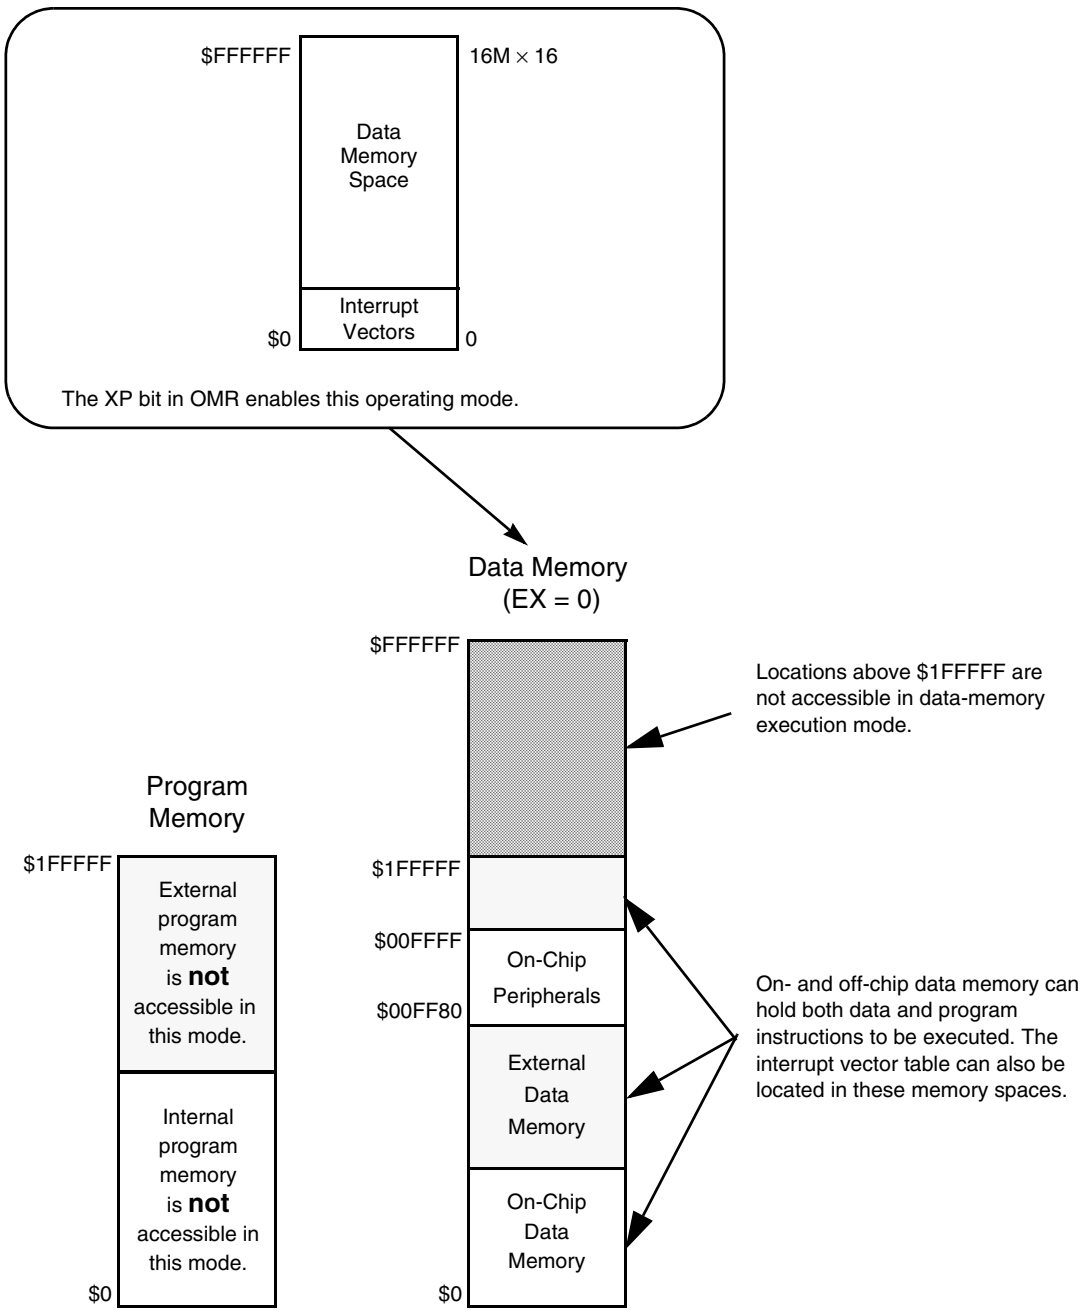 $FFFFFF
16M × 16
Data
Memory
Space
Interrupt
Vectors
$0
0
The XP bit in OMR enables this operating mode.
Data Memory
(EX = 0)
$FFFFFF
Locations above $1FFFFF are
not accessible in data-memory
execution mode.
Program
Memory
$1FFFFF
External
program
memory
is not
accessible in
this mode.
Internal
program
memory
is not
accessible in
this mode.
$0
$1FFFFF
$00FFFF
On-Chip
Peripherals
$00FF80
External
Data
Memory
On-Chip
Data
Memory
$0
On- and off-chip data memory can
hold both data and program
instructions to be executed. The
interrupt vector table can also be
located in these memory spaces.